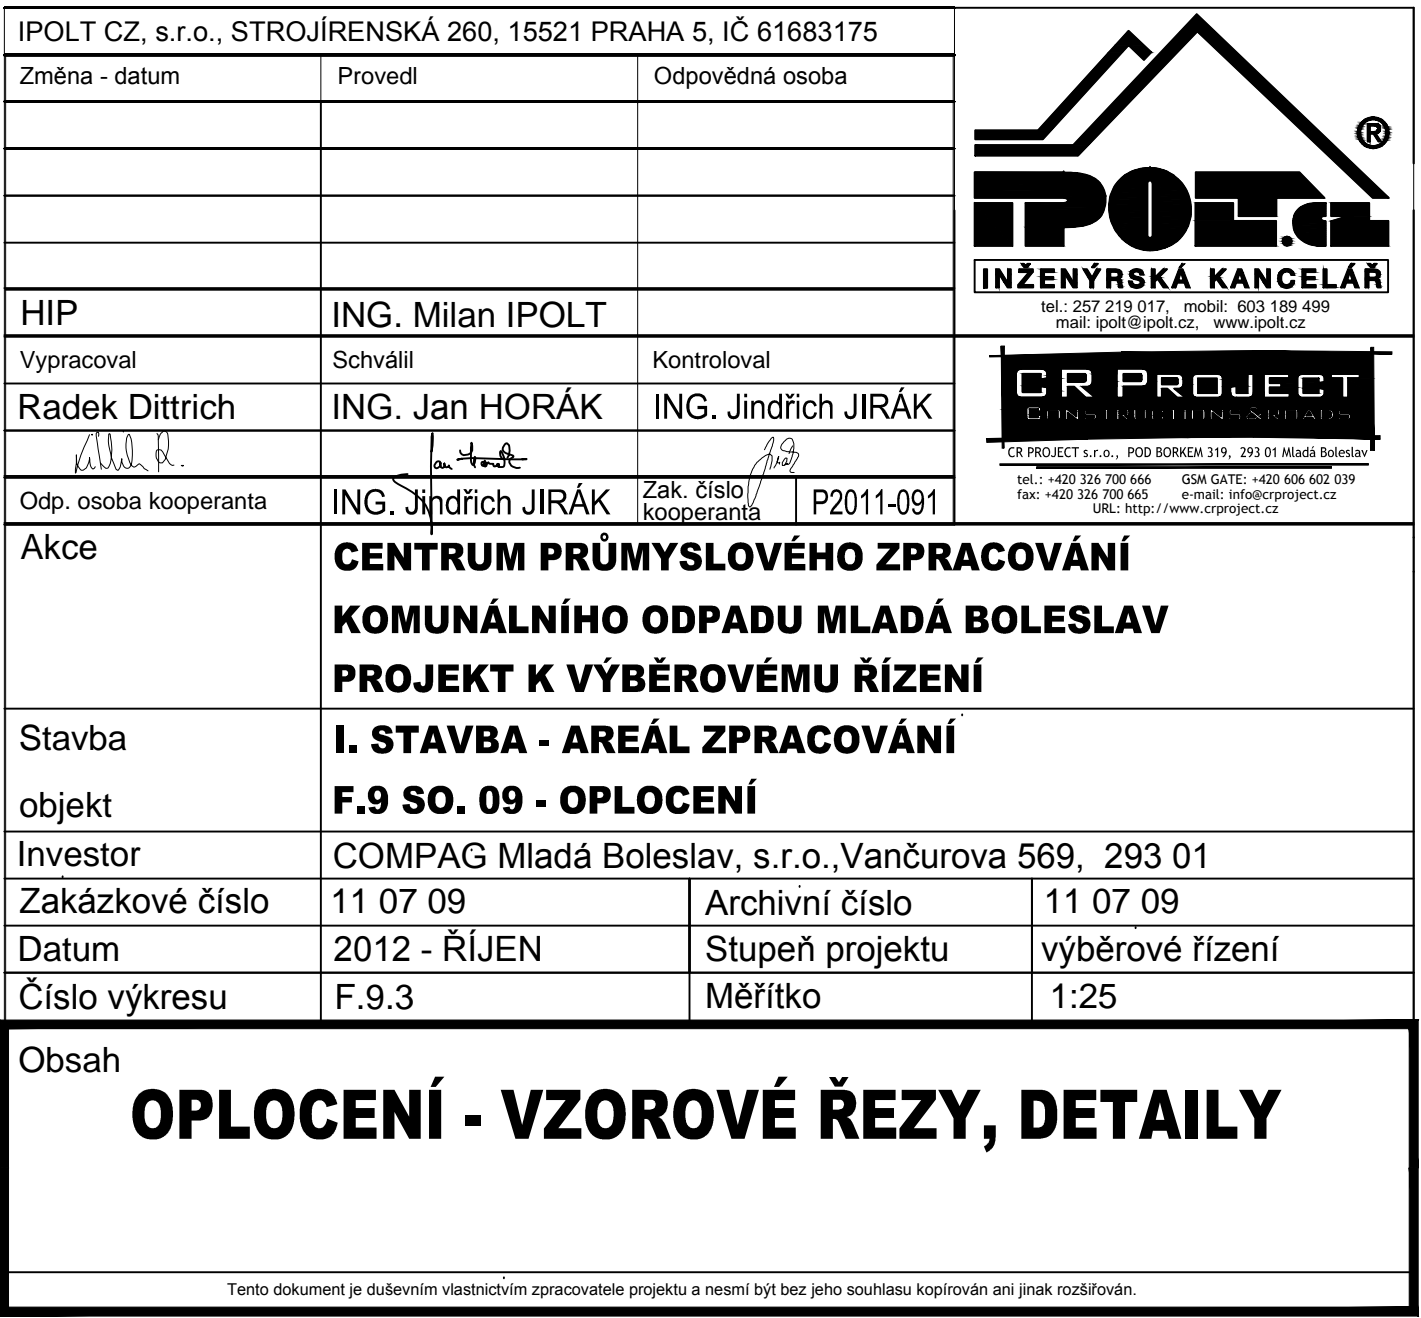 IPOLT CZ, s.r.o., STROJÍRENSKÁ 260, 15521 PRAHA 5, IČ 61683175
Změna - datum Provedl Odpovědná osoba
®
IPOLT.cz
INŽENÝRSKÁ KANCELÁŘ
tel.: 257 219 017, mobil: 603 189 499
mail: ipolt@ipolt.cz, www.ipolt.cz
HIP ING. Milan IPOLT
Vypracoval Schválil Kontroloval
Radek Dittrich ING. Jan HORÁK ING. Jindřich JIRÁK
Odp. osoba kooperanta ING. Jindřich JIRÁK Zak. číslo kooperanta P2011-091
CR PROJECT
CONSTRUCTIONS & ROADS
CR PROJECT s.r.o., POD BORKEM 319, 293 01 Mladá Boleslav
tel.: +420 326 700 666 GSM GATE: +420 606 602 039
fax: +420 326 700 665 e-mail: info@crproject.cz
URL: http://www.crproject.cz
Akce CENTRUM PRŮMYSLOVÉHO ZPRACOVÁNÍ
KOMUNÁLNÍHO ODPADU MLADÁ BOLESLAV
PROJEKT K VÝBĚROVÉMU ŘÍZENÍ
Stavba I. STAVBA - AREÁL ZPRACOVÁNÍ
objekt F.9 SO. 09 - OPLOCENÍ
Investor COMPAG Mladá Boleslav, s.r.o.,Vančurova 569, 293 01
Zakázkové číslo 11 07 09 Archivní číslo 11 07 09
Datum 2012 - ŘÍJEN Stupeň projektu výběrové řízení
Číslo výkresu F.9.3 Měřítko 1:25
Obsah
OPLOCENÍ - VZOROVÉ ŘEZY, DETAILY
Tento dokument je duševním vlastnictvím zpracovatele projektu a nesmí být bez jeho souhlasu kopírován ani jinak rozšiřován.